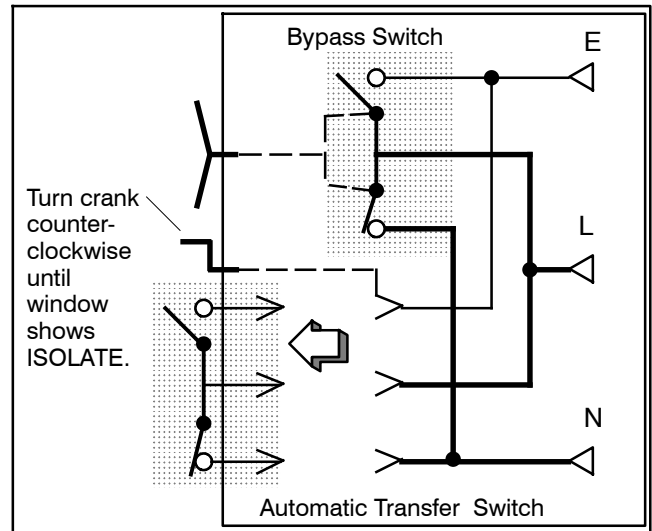 Bypass Switch
E
Turn crank
counter-
clockwise
until
window
shows
ISOLATE.
L
N
Automatic Transfer Switch